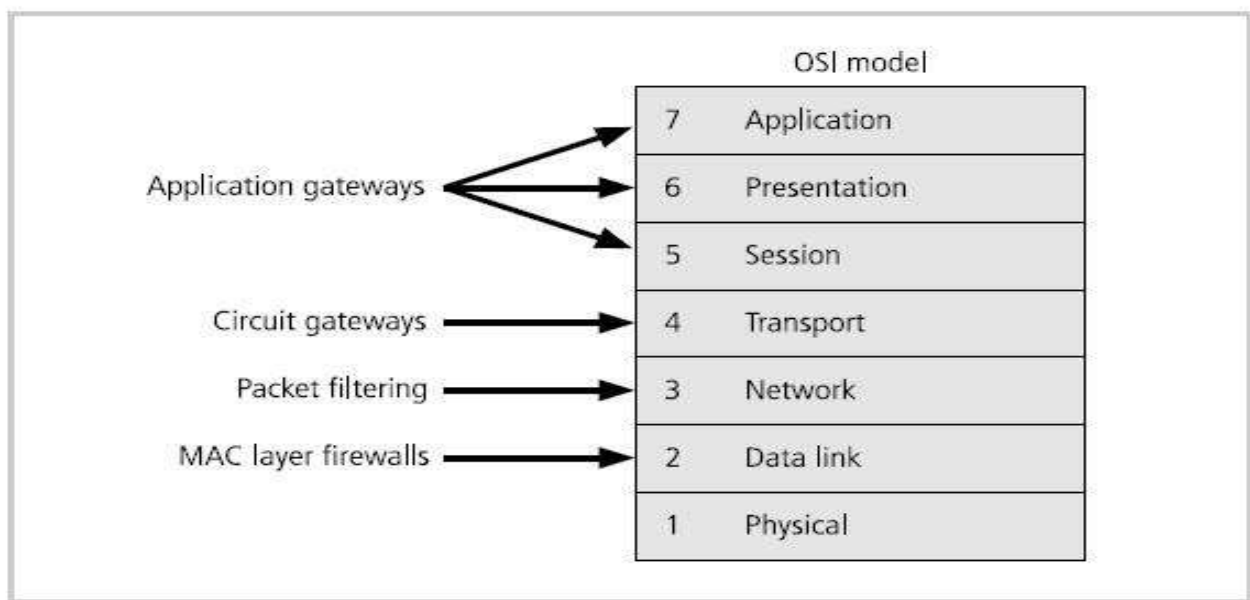 OSI model
7 Application
Application gateways
6 Presentation
5 Session
Circuit gateways
4 Transport
Packet filtering
3 Network
MAC layer firewalls
2 Data link
1 Physical